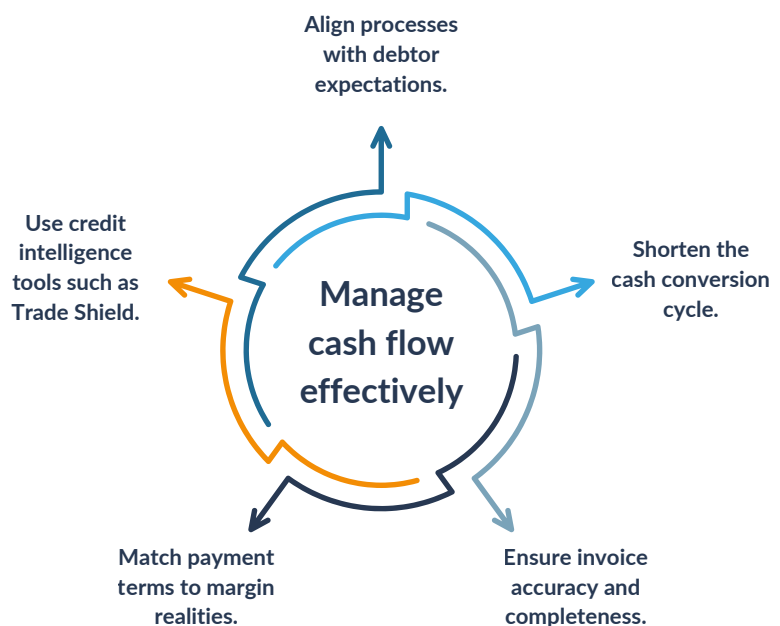 Align processes
with debtor
expectations.
Shorten the
cash conversion
cycle.
Ensure invoice
accuracy and
completeness.
Match payment
terms to margin
realities.
Use credit
intelligence
tools such as
Trade Shield.
Manage
cash flow
effectively